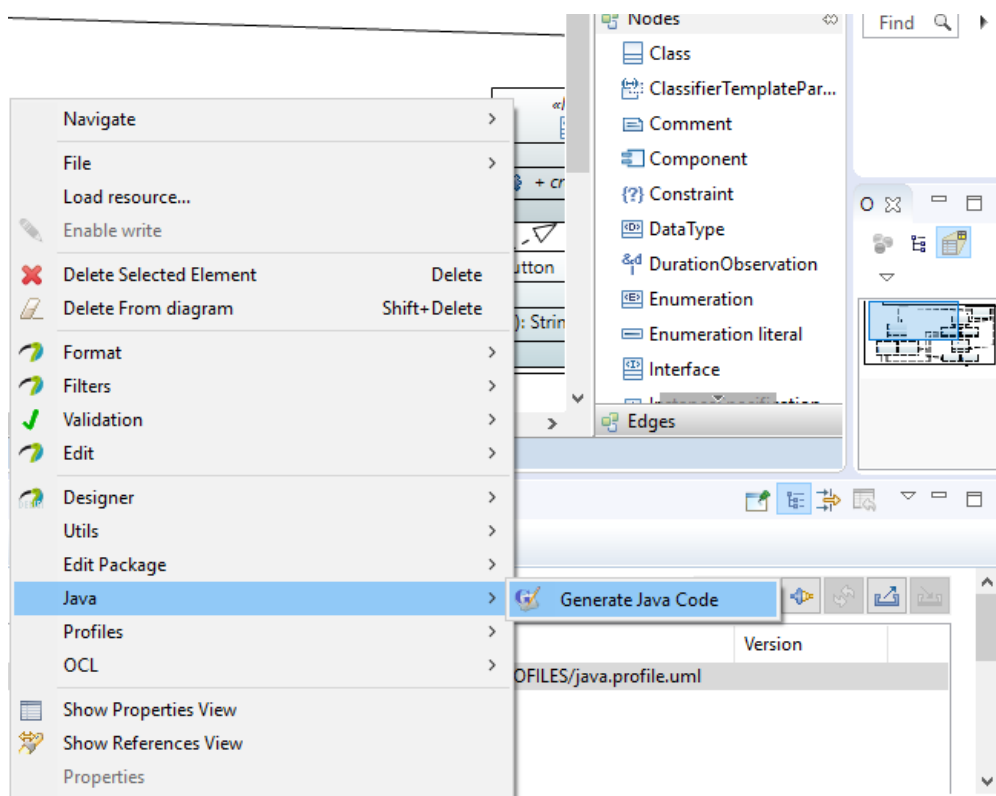 Navigate
File
Load resource...
Enable write
Delete Selected Element Delete
Delete From diagram Shift+Delete
Format
Filters
Validation
Edit
Designer
Utils
Edit Package
Java
Profiles
OCL
Show Properties View
Show References View
Properties
Generate Java Code
+ cr
utton
): Strin
Nodes
Class
ClassifierTemplatePar...
Comment
Component
{?} Constraint
DataType
DurationObservation
Enumeration
Enumeration literal
Interface
Edges
Find
O
Version
OFILES/java.profile.uml